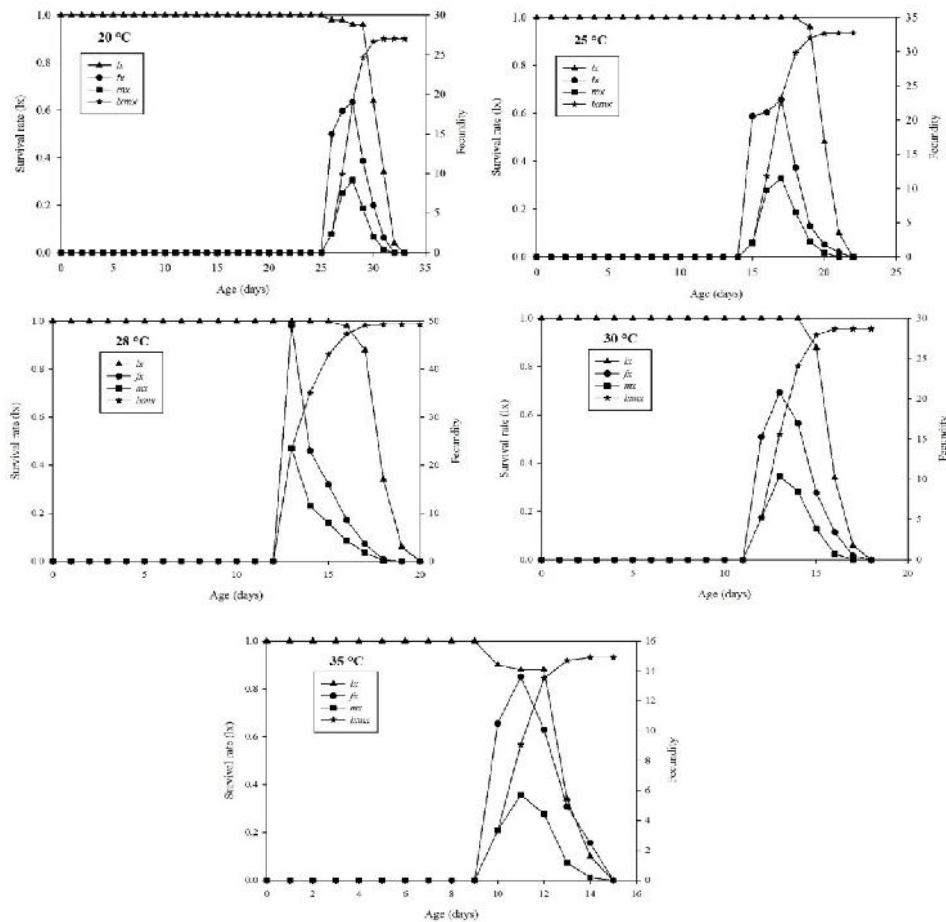 20 °C
lx
fx
mx
lxmx
Survival rate (lx)
1.0
0.8
0.6
0.4
0.2
0.0
30
25
20
15
10
5
0
Fecundity
0 5 10 15 20 25 30 35
Age (days)
25 °C
lx
fx
mx
lxmx
Survival rate (lx)
1.0
0.8
0.6
0.4
0.2
0.0
35
30
25
20
15
10
5
0
Fecundity
0 5 10 15 20 25
Age (days)
28 °C
lx
fx
mx
lxmx
Survival rate (lx)
1.0
0.8
0.6
0.4
0.2
0.0
50
40
30
20
10
0
Fecundity
0 5 10 15 20
Age (days)
30 °C
lx
fx
mx
lxmx
Survival rate (lx)
1.0
0.8
0.6
0.4
0.2
0.0
30
25
20
15
10
5
0
Fecundity
0 5 10 15 20
Age (days)
35 °C
lx
fx
mx
lxmx
Survival rate (lx)
1.0
0.8
0.6
0.4
0.2
0.0
16
14
12
10
8
6
4
2
0
Fecundity
0 2 4 6 8 10 12 14 16
Age (days)